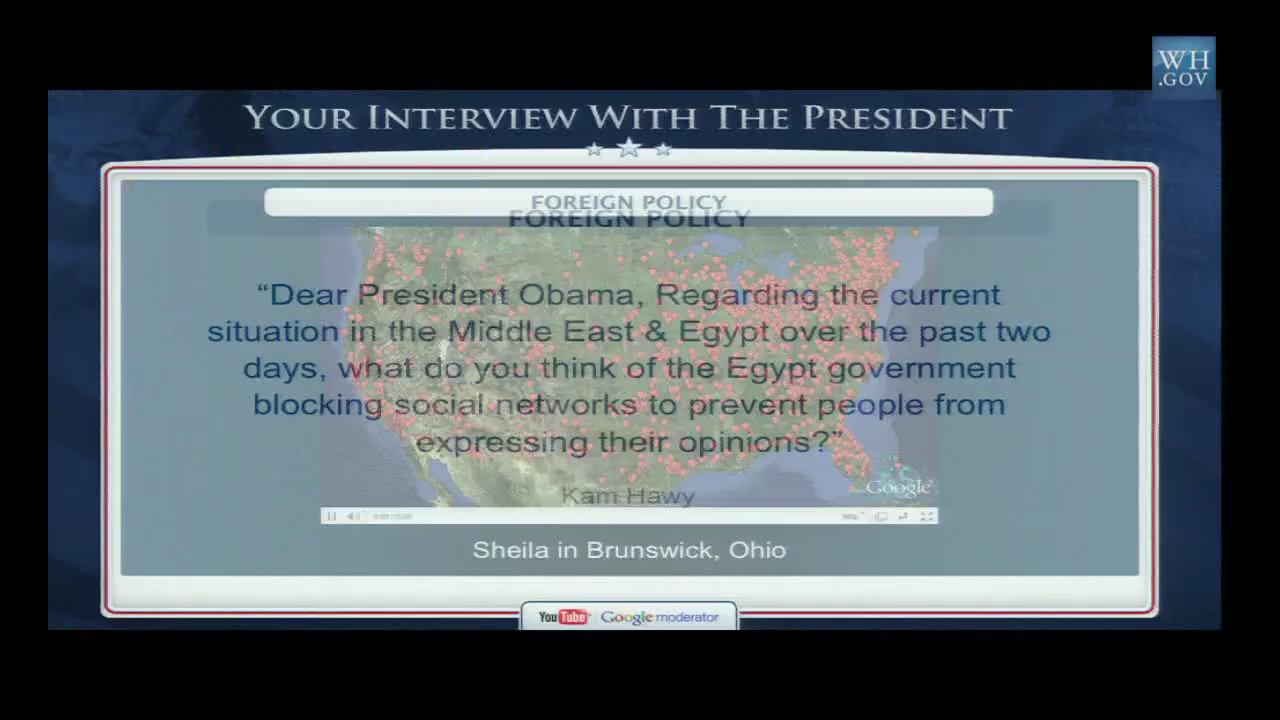 WH
.GOV
YOUR INTERVIEW WITH THE PRESIDENT
FOREIGN POLICY
FOREIGN POLICY
“Dear President Obama, Regarding the current
situation in the Middle East & Egypt over the past two
days, what do you think of the Egypt government
blocking social networks to prevent people from
expressing their opinions?”
Google
Kam Hawy
Sheila in Brunswick, Ohio
YouTube Google moderator